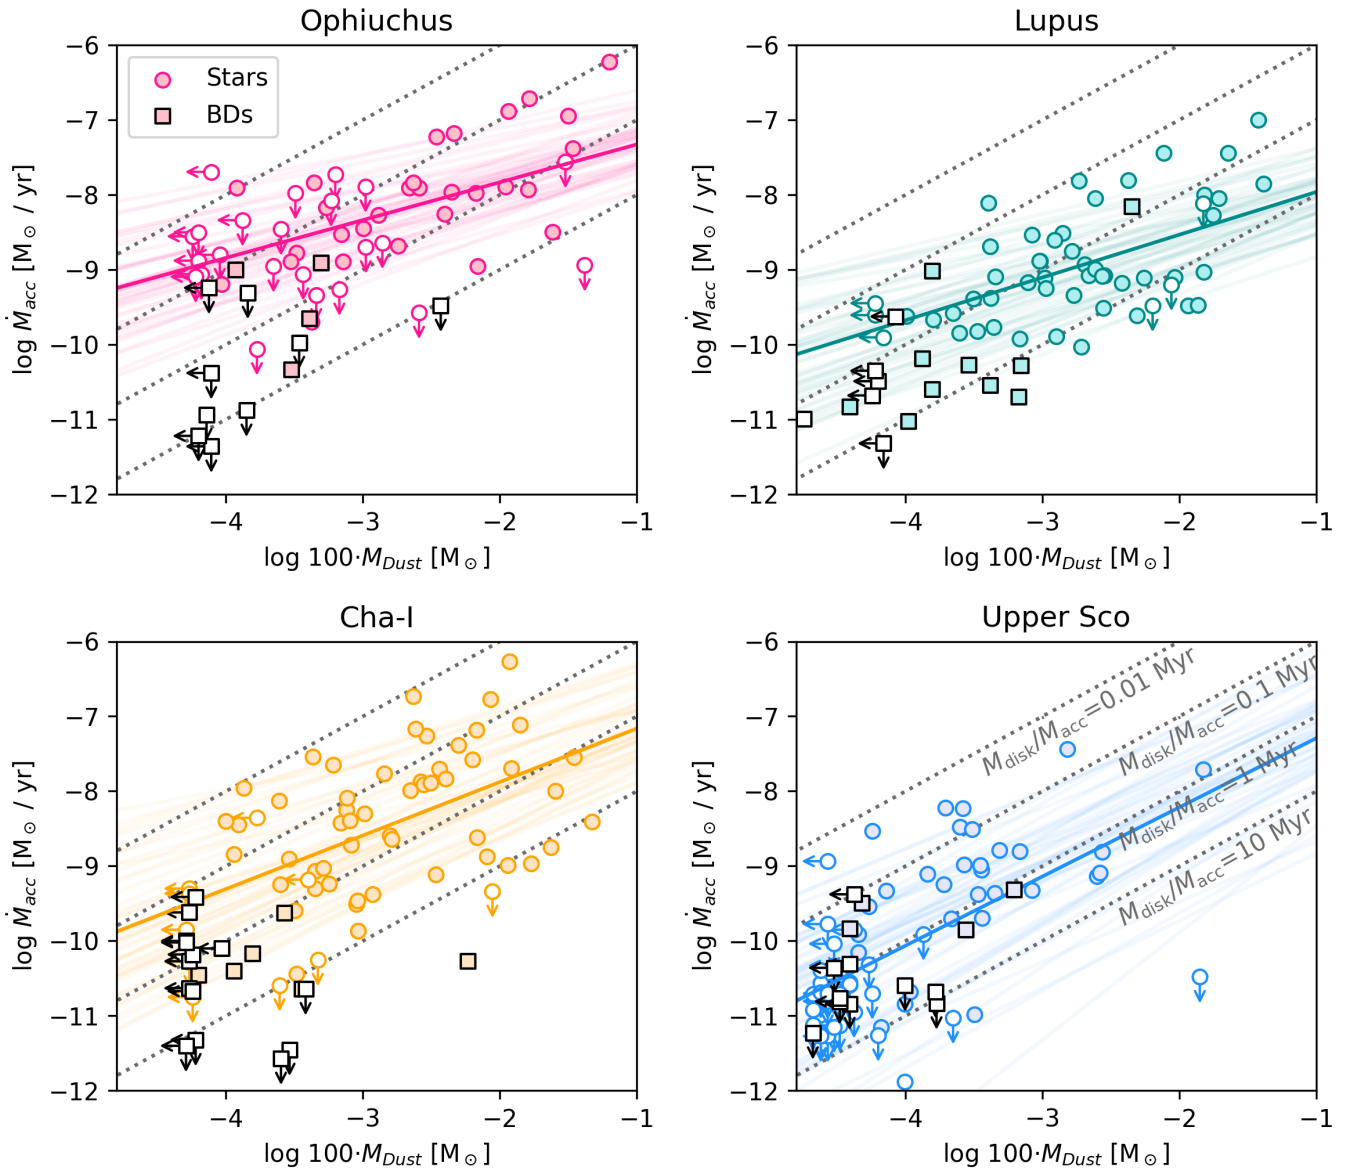 Ophiuchus
Stars
BDs
−6
−7
−8
−9
−10
−11
−12
−4
−3
−2
−1
log Ṁacc [M⊙ / yr]
log 100·MDust [M⊙]
Lupus
−6
−7
−8
−9
−10
−11
−12
−4
−3
−2
−1
log Ṁacc [M⊙ / yr]
log 100·MDust [M⊙]
Cha-I
−6
−7
−8
−9
−10
−11
−12
−4
−3
−2
−1
log Ṁacc [M⊙ / yr]
log 100·MDust [M⊙]
Upper Sco
Mdisk/Macc=0.01 Myr
Mdisk/Macc=0.1 Myr
Mdisk/Macc=1 Myr
Mdisk/Macc=10 Myr
−6
−7
−8
−9
−10
−11
−12
−4
−3
−2
−1
log Ṁacc [M⊙ / yr]
log 100·MDust [M⊙]